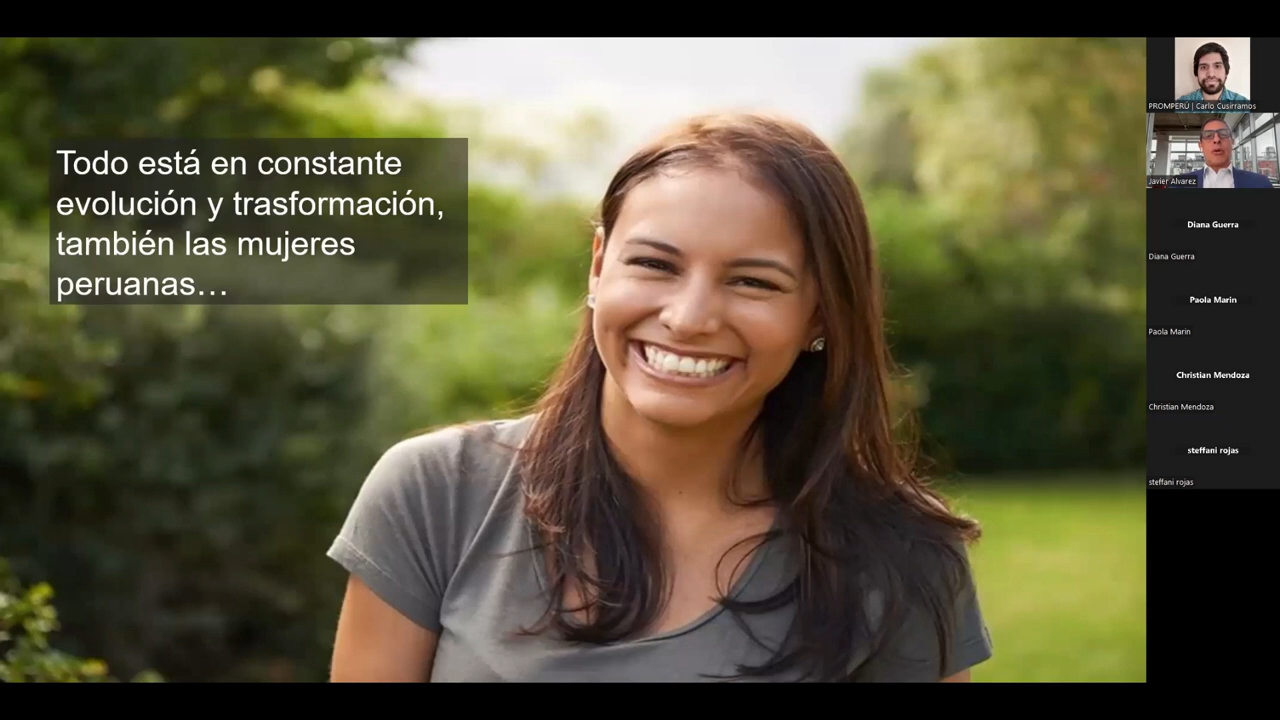 Todo está en constante
evolución y trasformación,
también las mujeres
peruanas…
PROMPERÚ | Carlo Cusirramos
Javier Alvarez
Diana Guerra
Diana Guerra
Paola Marin
Paola Marin
Christian Mendoza
Christian Mendoza
steffani rojas
steffani rojas